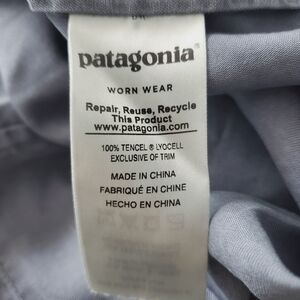 patagonia®
WORN WEAR
Repair, Reuse, Recycle
This Product
www.patagonia.com
100% TENCEL ® LYOCELL
EXCLUSIVE OF TRIM
MADE IN CHINA
FABRIQUÉ EN CHINE
HECHO EN CHINA